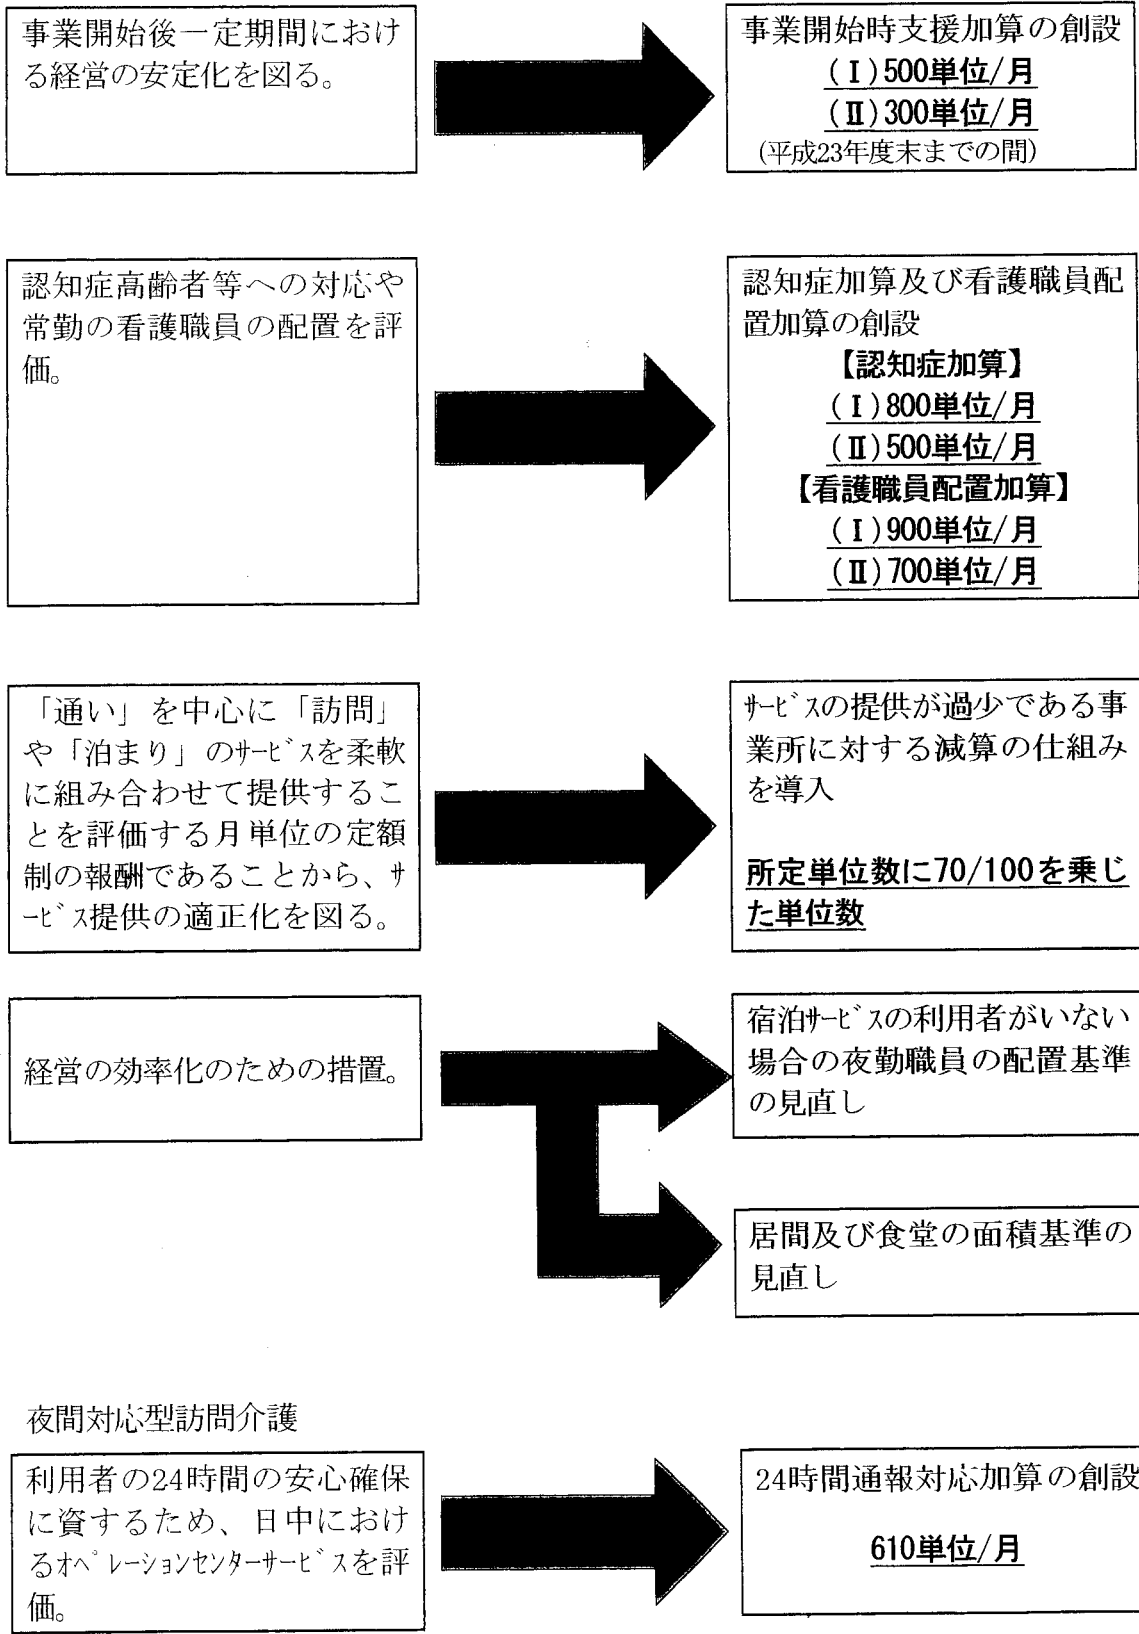 事業開始後一定期間におけ
る経営の安定化を図る。
事業開始時支援加算の創設
(Ⅰ)500単位/月
(Ⅱ)300単位/月
(平成23年度末までの間)
認知症高齢者等への対応や
常勤の看護職員の配置を評
価。
認知症加算及び看護職員配
置加算の創設
【認知症加算】
(Ⅰ)800単位/月
(Ⅱ)500単位/月
【看護職員配置加算】
(Ⅰ)900単位/月
(Ⅱ)700単位/月
「通い」を中心に「訪問」
や「泊まり」のｻｰﾋﾞｽを柔軟
に組み合わせて提供するこ
とを評価する月単位の定額
制の報酬であることから、ｻ
ｰﾋﾞｽ提供の適正化を図る。
ｻｰﾋﾞｽの提供が過少である事
業所に対する減算の仕組み
を導入
所定単位数に70/100を乗じ
た単位数
経営の効率化のための措置。
宿泊ｻｰﾋﾞｽの利用者がいない
場合の夜勤職員の配置基準
の見直し
居間及び食堂の面積基準の
見直し
夜間対応型訪問介護
利用者の24時間の安心確保
に資するため、日中におけ
るｵﾍﾟﾚｰｼｮﾝｾﾝﾀｰｻｰﾋﾞｽを評
価。
24時間通報対応加算の創設
610単位/月